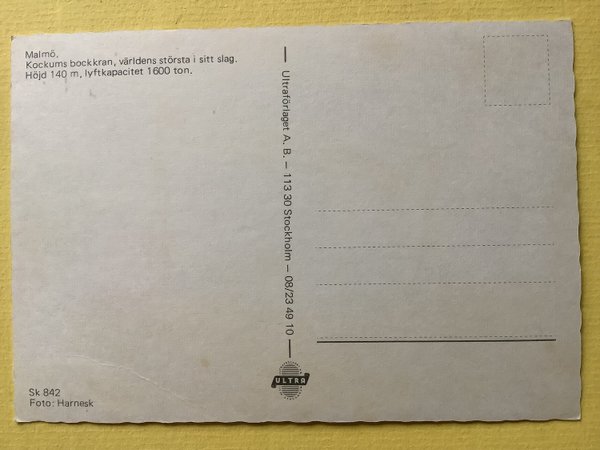 Malmö.
Kockums bockkran, världens största i sitt slag.
Höjd 140 m, lyftkapacitet 1600 ton.
Ultraförlaget A. B. — 113 30 Stockholm — 08/23 49 10
ULTRA
Sk 842
Foto: Harnesk